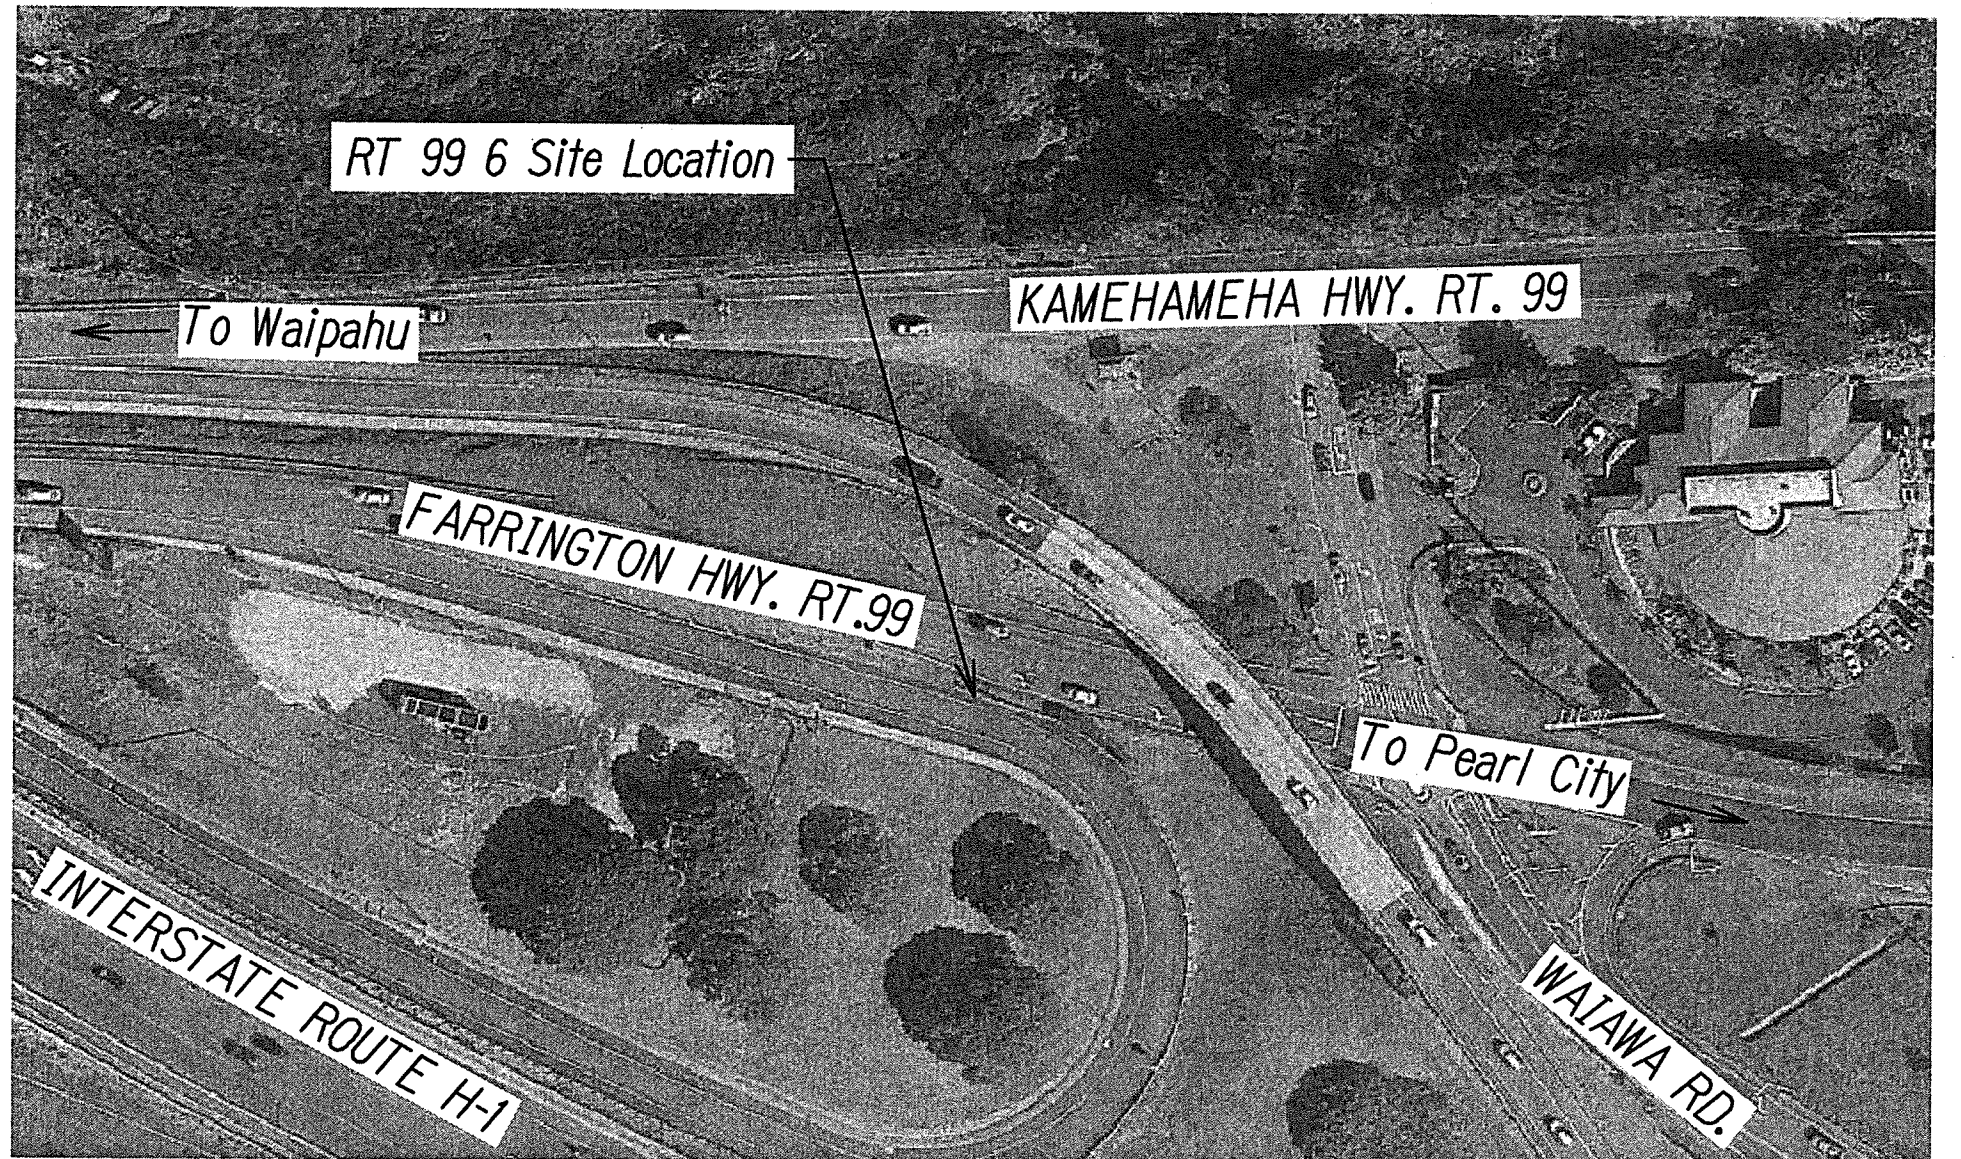 RT 99 6 Site Location
KAMEHAMEHA HWY. RT. 99
To Waipahu
FARRINGTON HWY. RT.99
To Pearl City
INTERSTATE ROUTE H-1
WAIAWA RD.